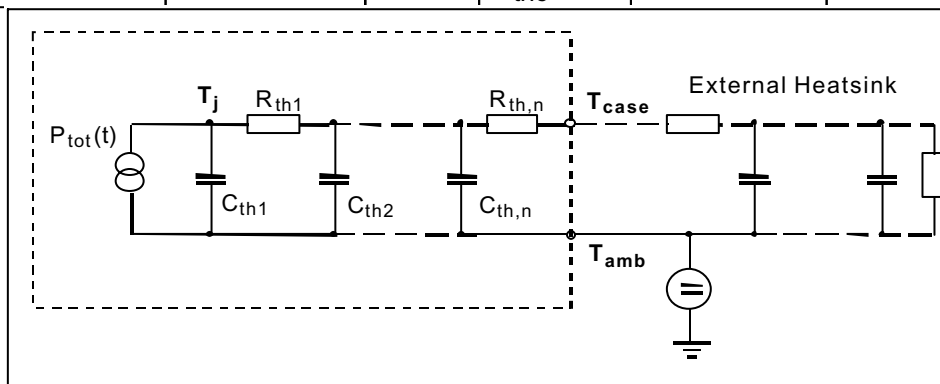 External Heatsink
T_j
R_th1
R_th,n
T_case
P_tot(t)
C_th1
C_th2
C_th,n
T_amb